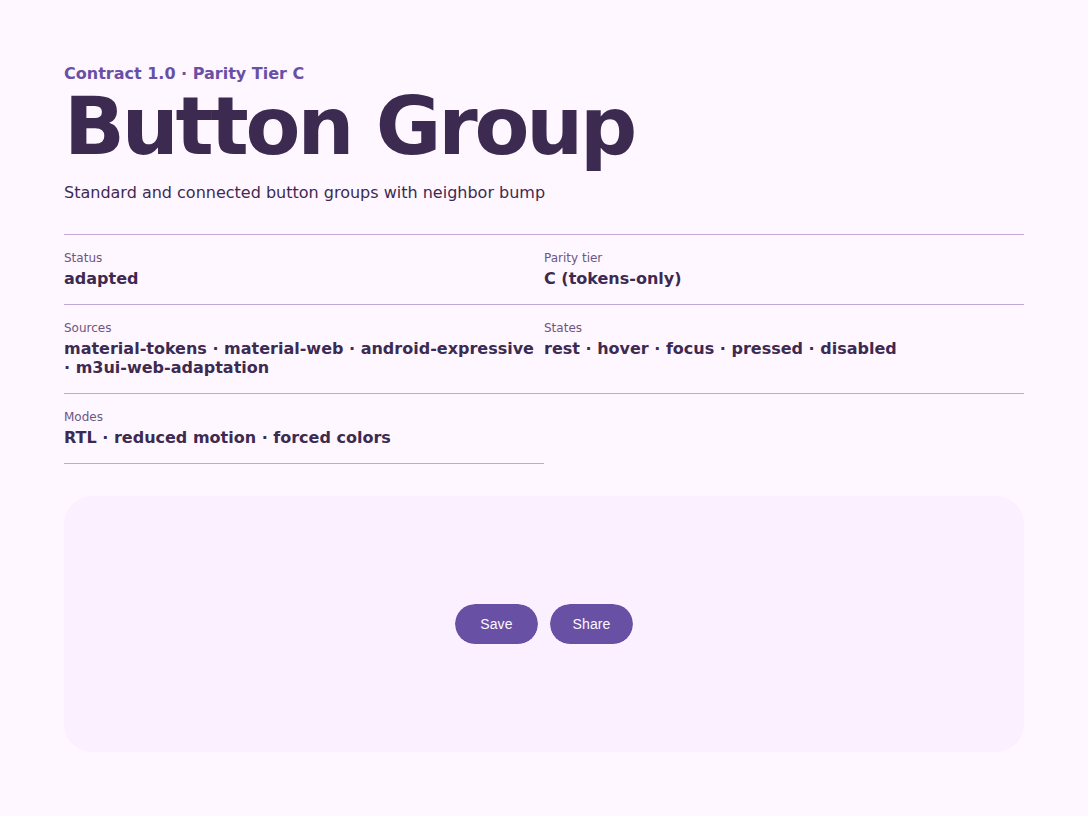 Contract 1.0 · Parity Tier C
Button Group
Standard and connected button groups with neighbor bump
Status
adapted
Parity tier
C (tokens-only)
Sources
material-tokens · material-web · android-expressive
· m3ui-web-adaptation
States
rest · hover · focus · pressed · disabled
Modes
RTL · reduced motion · forced colors
Save
Share